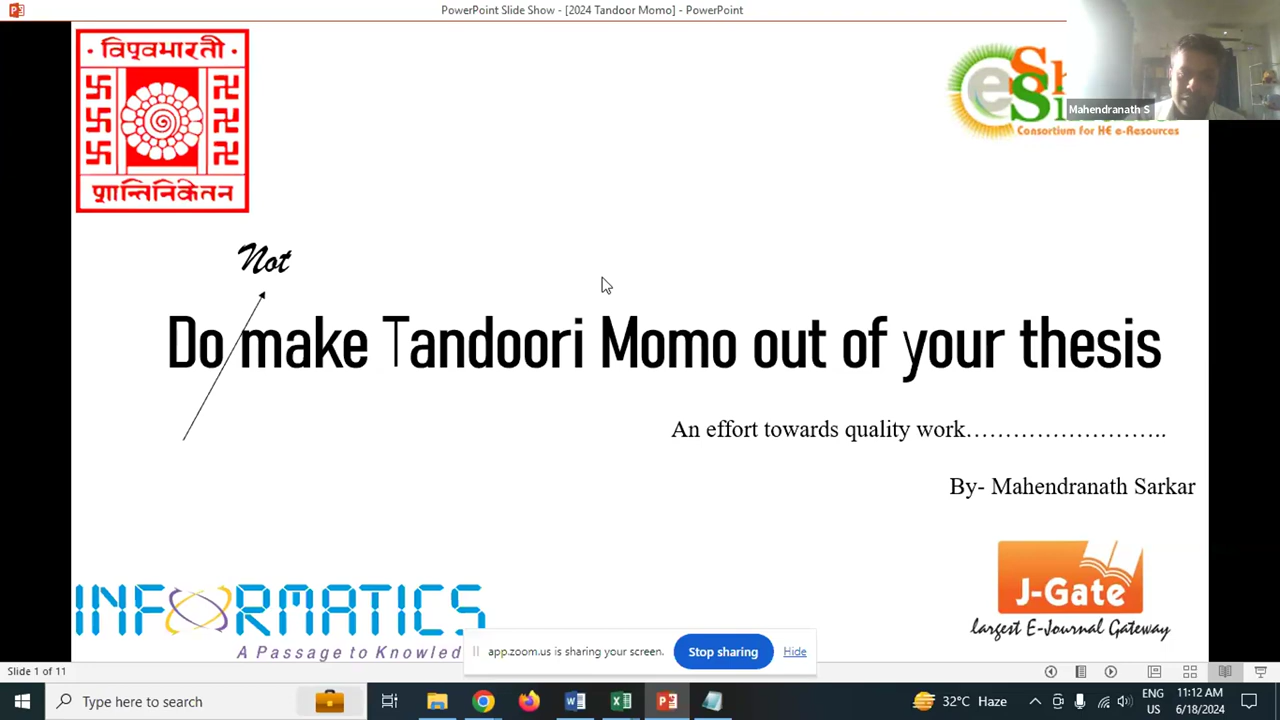 PowerPoint Slide Show - [2024 Tandoor Momo] - PowerPoint
विश्वभारती
शान्तिनिकेतन
Consortium for HE e-Resources
Mahendranath S
Not
Do make Tandoori Momo out of your thesis
An effort towards quality work………………………..
By- Mahendranath Sarkar
INFORMATICS
A Passage to Knowled
J-Gate
largest E-Journal Gateway
app.zoom.us is sharing your screen.
Stop sharing
Hide
Slide 1 of 11
Type here to search
32°C Haze
ENG
US
11:12 AM
6/18/2024